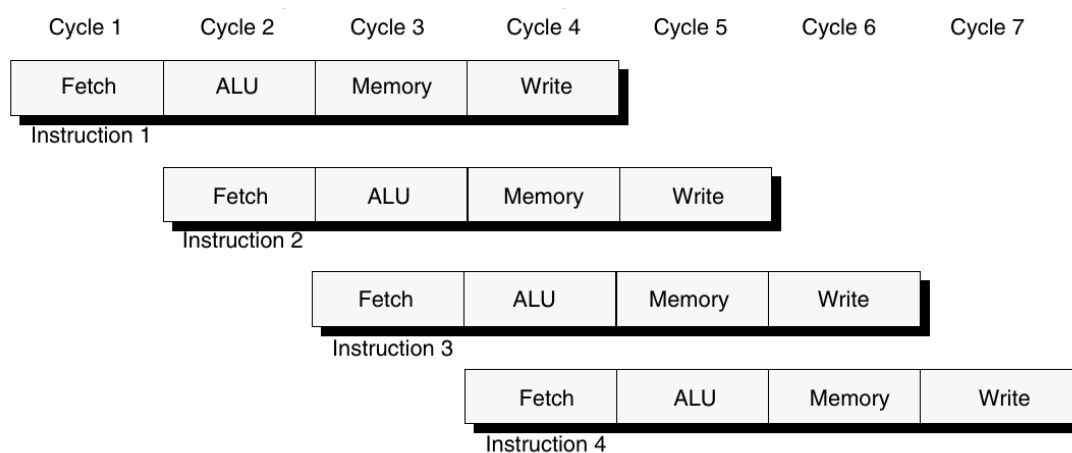 Cycle 1 Cycle 2 Cycle 3 Cycle 4 Cycle 5 Cycle 6 Cycle 7
Fetch ALU Memory Write
Instruction 1
Fetch ALU Memory Write
Instruction 2
Fetch ALU Memory Write
Instruction 3
Fetch ALU Memory Write
Instruction 4